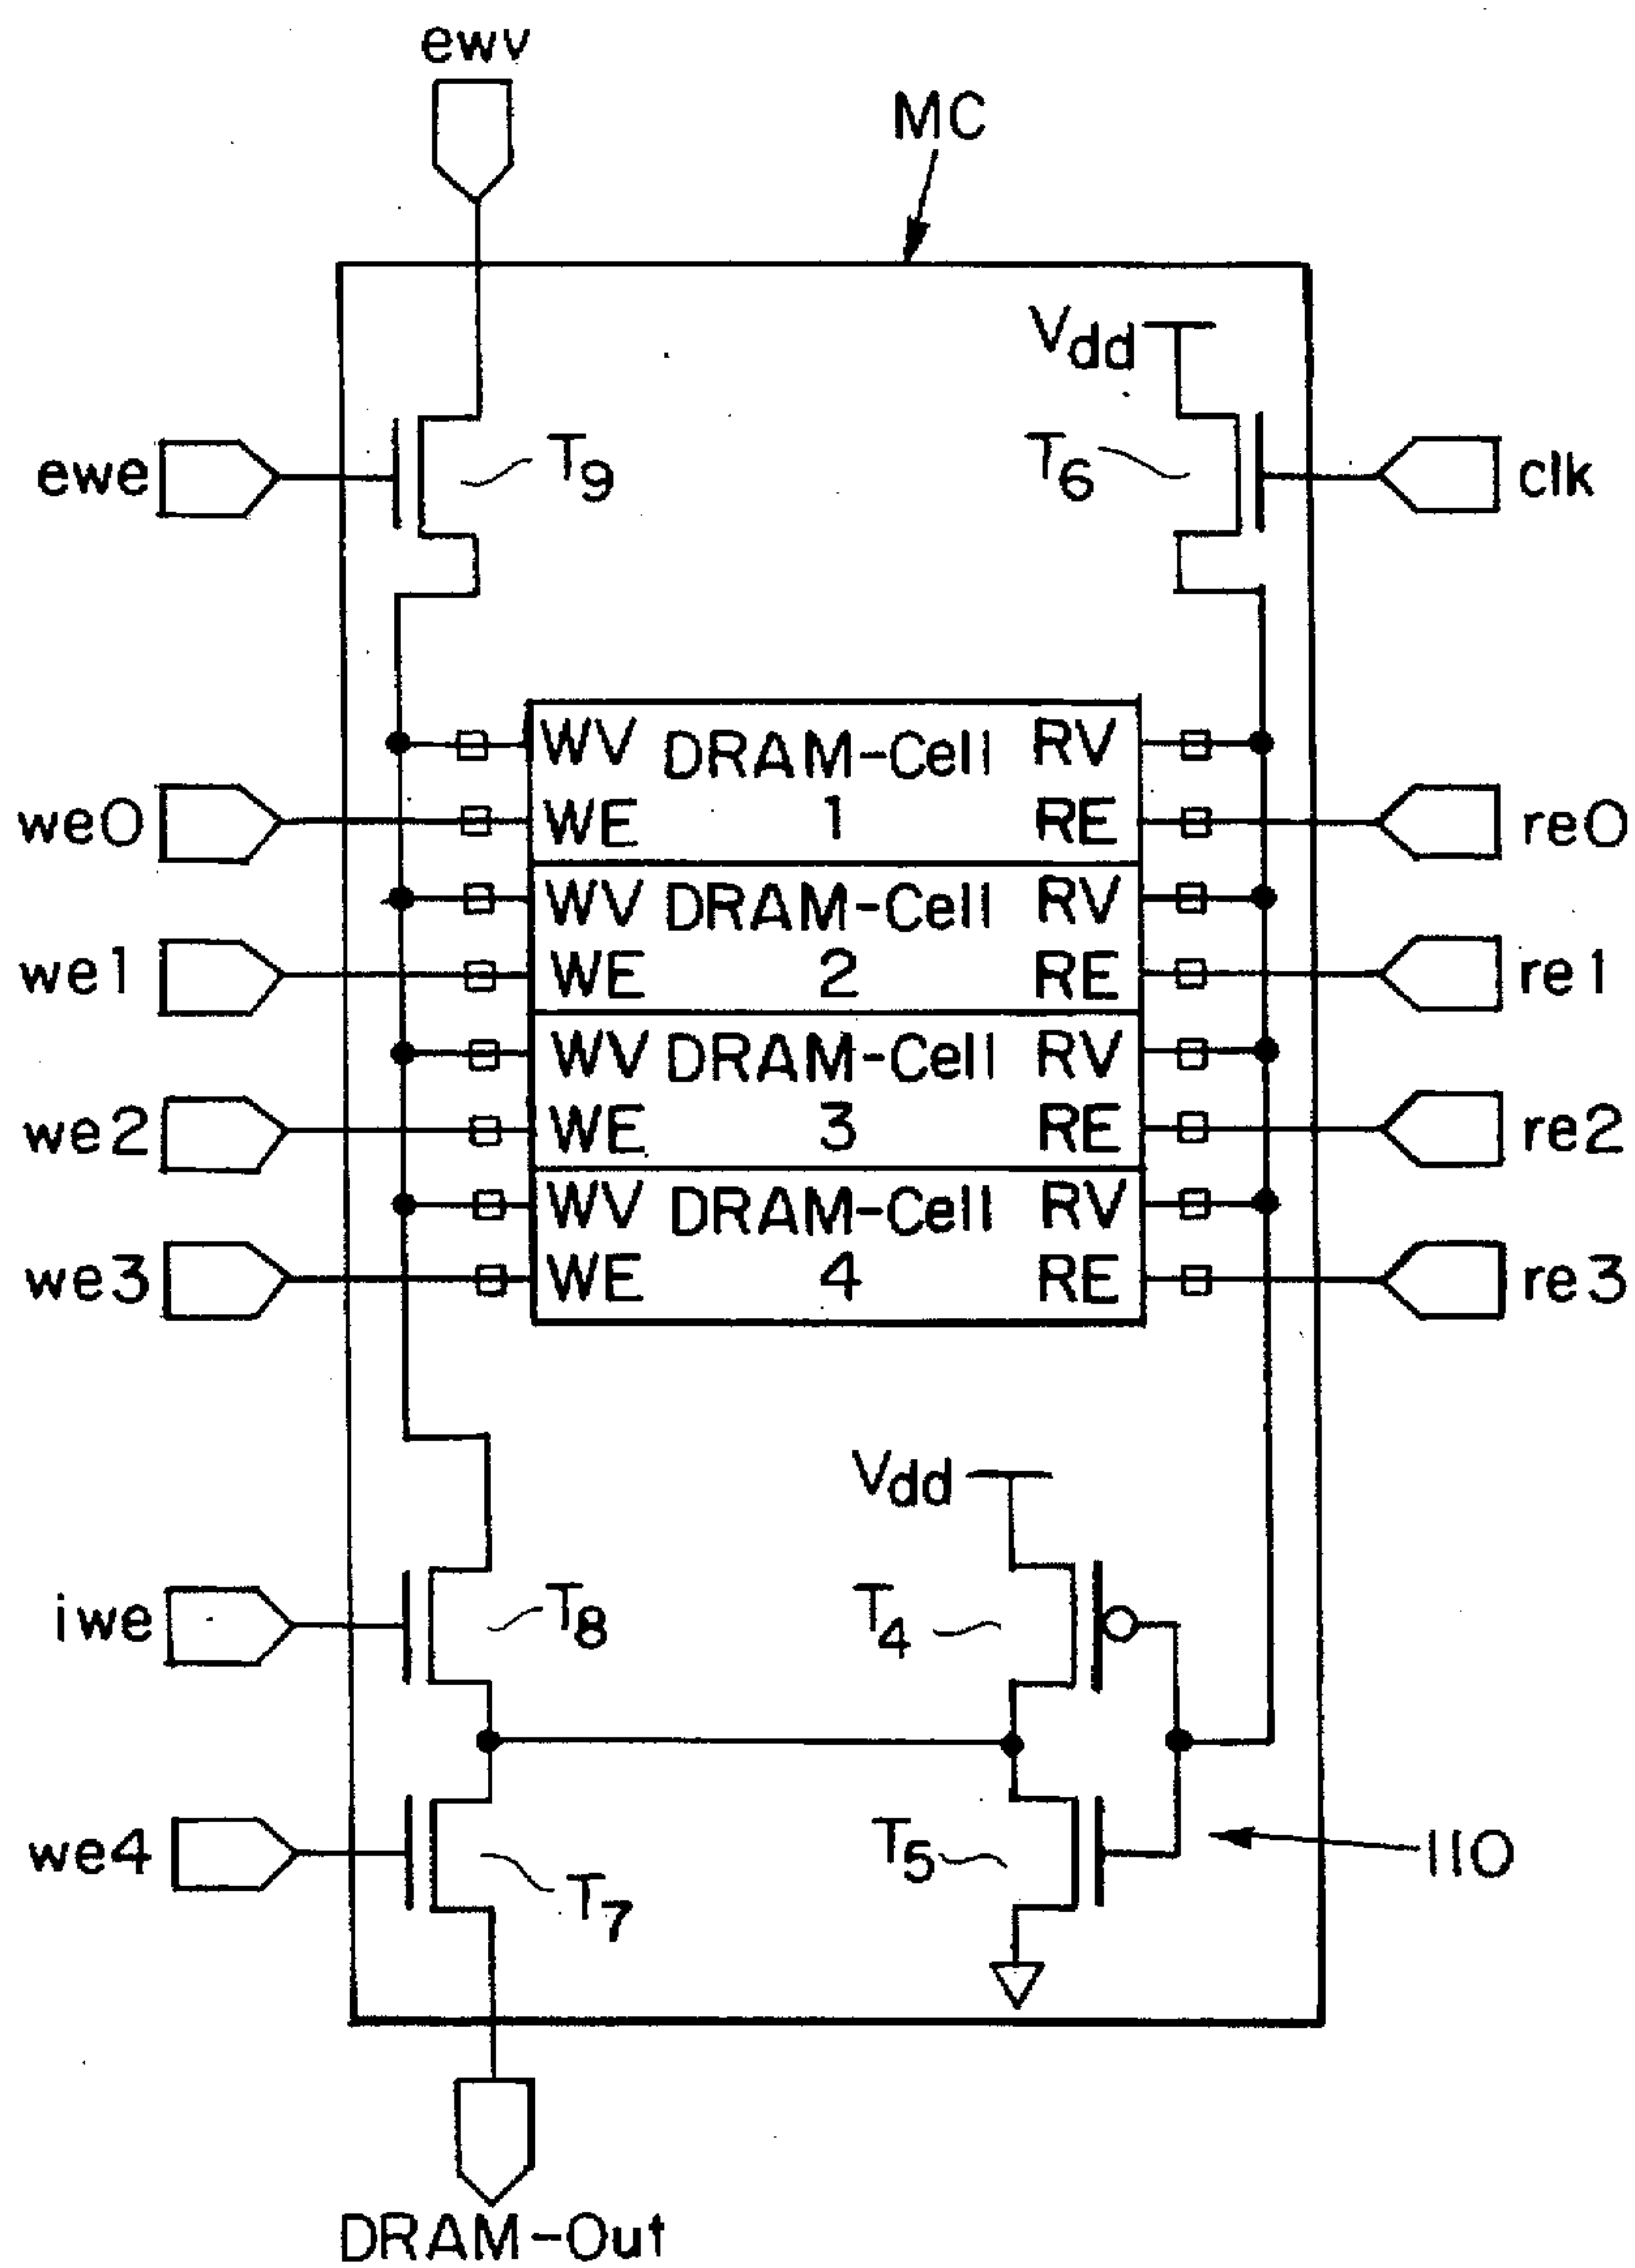 ewv
MC
Vdd
ewe
T9
T6
clk
WV DRAM-Cell RV
we0
WE 1 RE
re0
WV DRAM-Cell RV
we1
WE 2 RE
re1
WV DRAM-Cell RV
we2
WE 3 RE
re2
WV DRAM-Cell RV
we3
WE 4 RE
re3
Vdd
iwe
T8
T4
we4
T7
T5
110
DRAM-Out